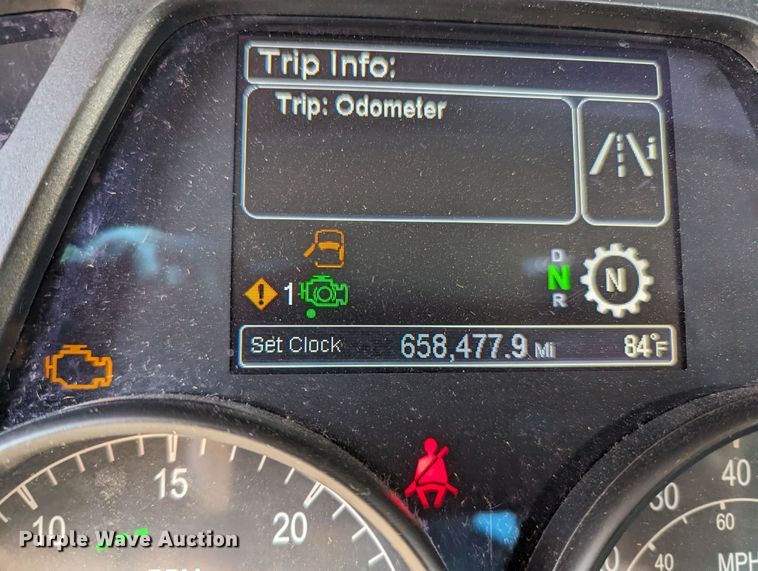 Trip Info:
Trip: Odometer
i
D
N
R
N
1
Set Clock 658,477.9 Mi 84°F
10 15 20
30 40
60
40
MPH
Purple Wave Auction